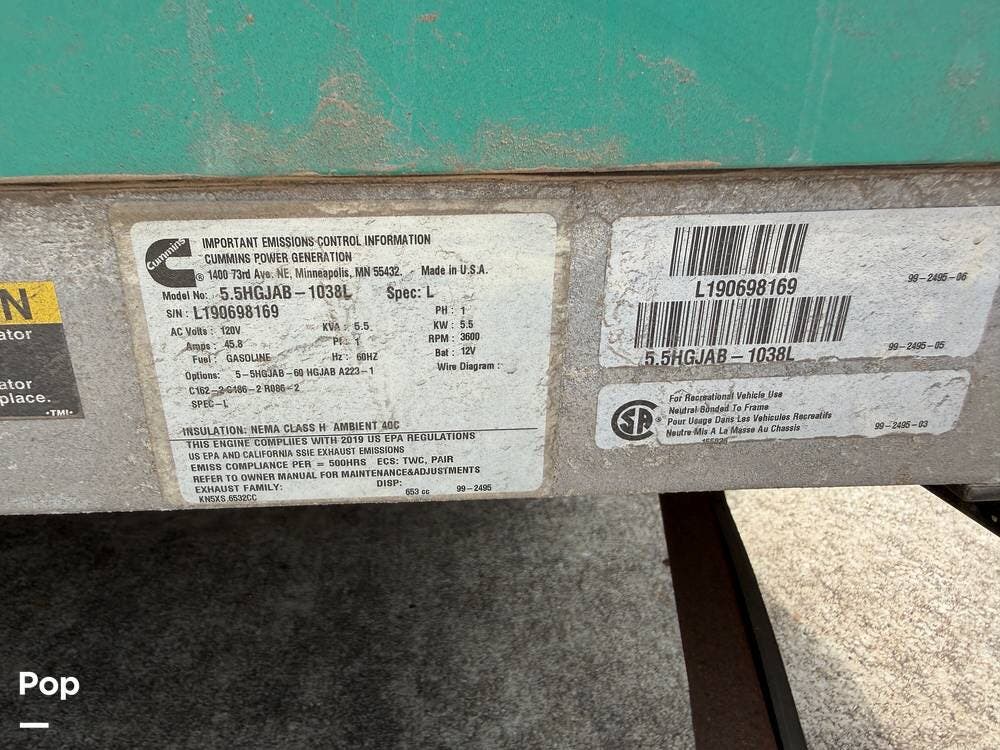 N
ator
ator
place.
-TM!-
Cummins
IMPORTANT EMISSIONS CONTROL INFORMATION
CUMMINS POWER GENERATION
® 1400 73rd Ave. NE, Minneapolis, MN 55432. Made in U.S.A.
Model No: 5.5HGJAB-1038L Spec: L
S/N : L190698169 PH : 1
AC Volts : 120V KVA : 5.5 KW : 5.5
Amps : 45.8 Pf : 1 RPM : 3600
Fuel : GASOLINE Hz : 60HZ Bat : 12V
Options: 5-5HGJAB-60 HGJAB A223-1 Wire Diagram :
C162-2 R086-2
SPEC-L
INSULATION: NEMA CLASS H AMBIENT 40C
THIS ENGINE COMPLIES WITH 2019 US EPA REGULATIONS
US EPA AND CALIFORNIA SSIE EXHAUST EMISSIONS
EMISS COMPLIANCE PER = 500HRS ECS: TWC, PAIR
REFER TO OWNER MANUAL FOR MAINTENANCE&ADJUSTMENTS
EXHAUST FAMILY: DISP:
KN5XS.6532CC 653 cc 99-2495
L190698169 99-2495-06
5.5HGJAB-1038L 99-2495-05
For Recreational Vehicle Use
Neutral Bonded To Frame
Pour Usage Dans Les Vehicules Recreatifs
Neutre Mis A La Masse Au Chassis 99-2495-03
Pop